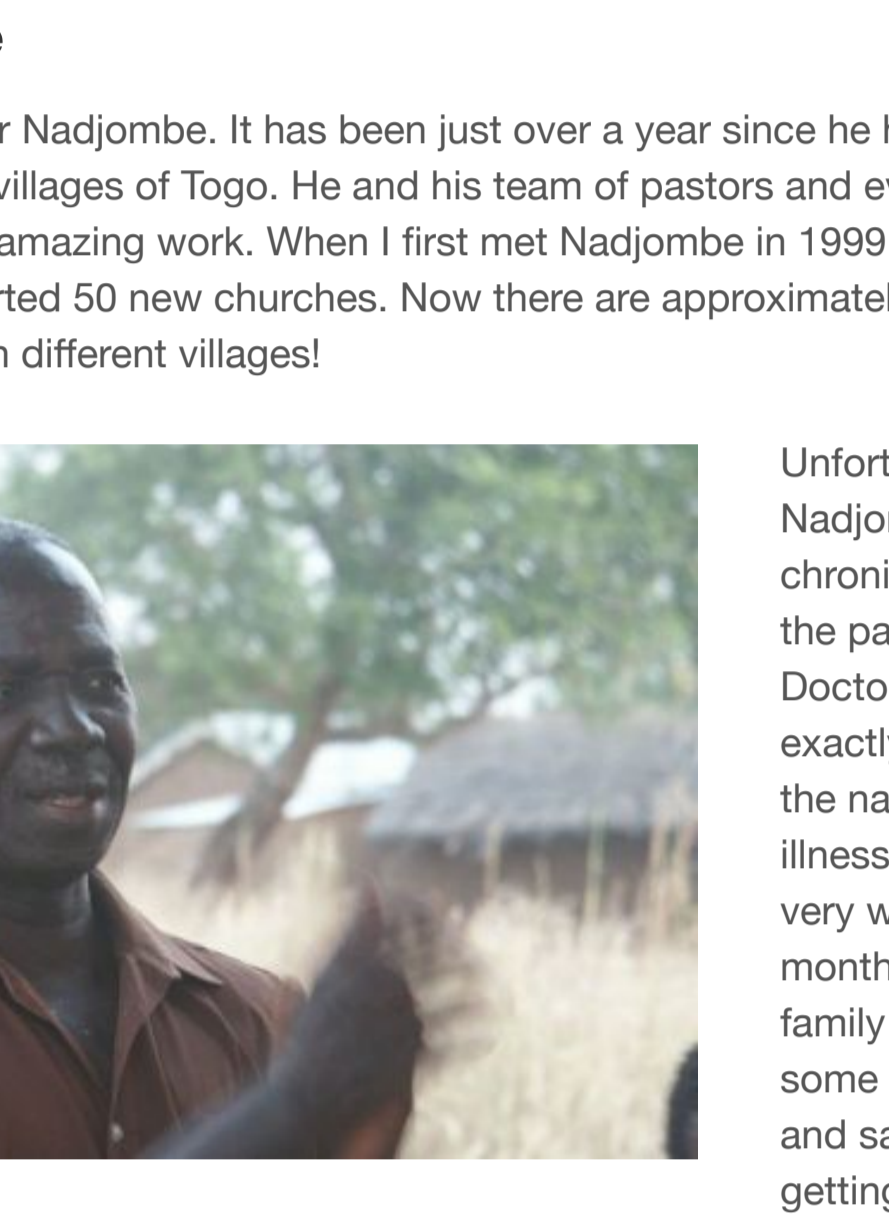 e
r Nadjombe. It has been just over a year since he h
villages of Togo. He and his team of pastors and ev
amazing work. When I first met Nadjombe in 1999
rted 50 new churches. Now there are approximatel
n different villages!
Unfort
Nadjo
chroni
the pa
Docto
exactly
the na
illness
very w
month
family
some
and sa
getting